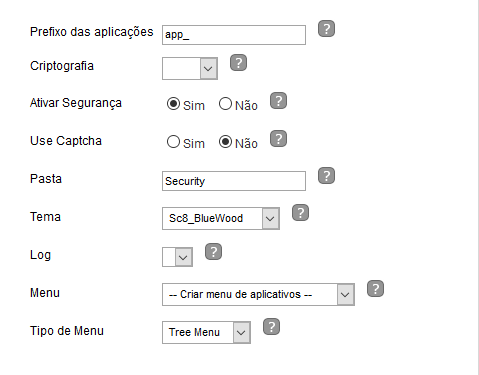 Prefixo das aplicações app_ ?
Criptografia ?
Ativar Segurança Sim Não ?
Use Captcha Sim Não ?
Pasta Security ?
Tema Sc8_BlueWood ?
Log ?
Menu -- Criar menu de aplicativos -- ?
Tipo de Menu Tree Menu ?